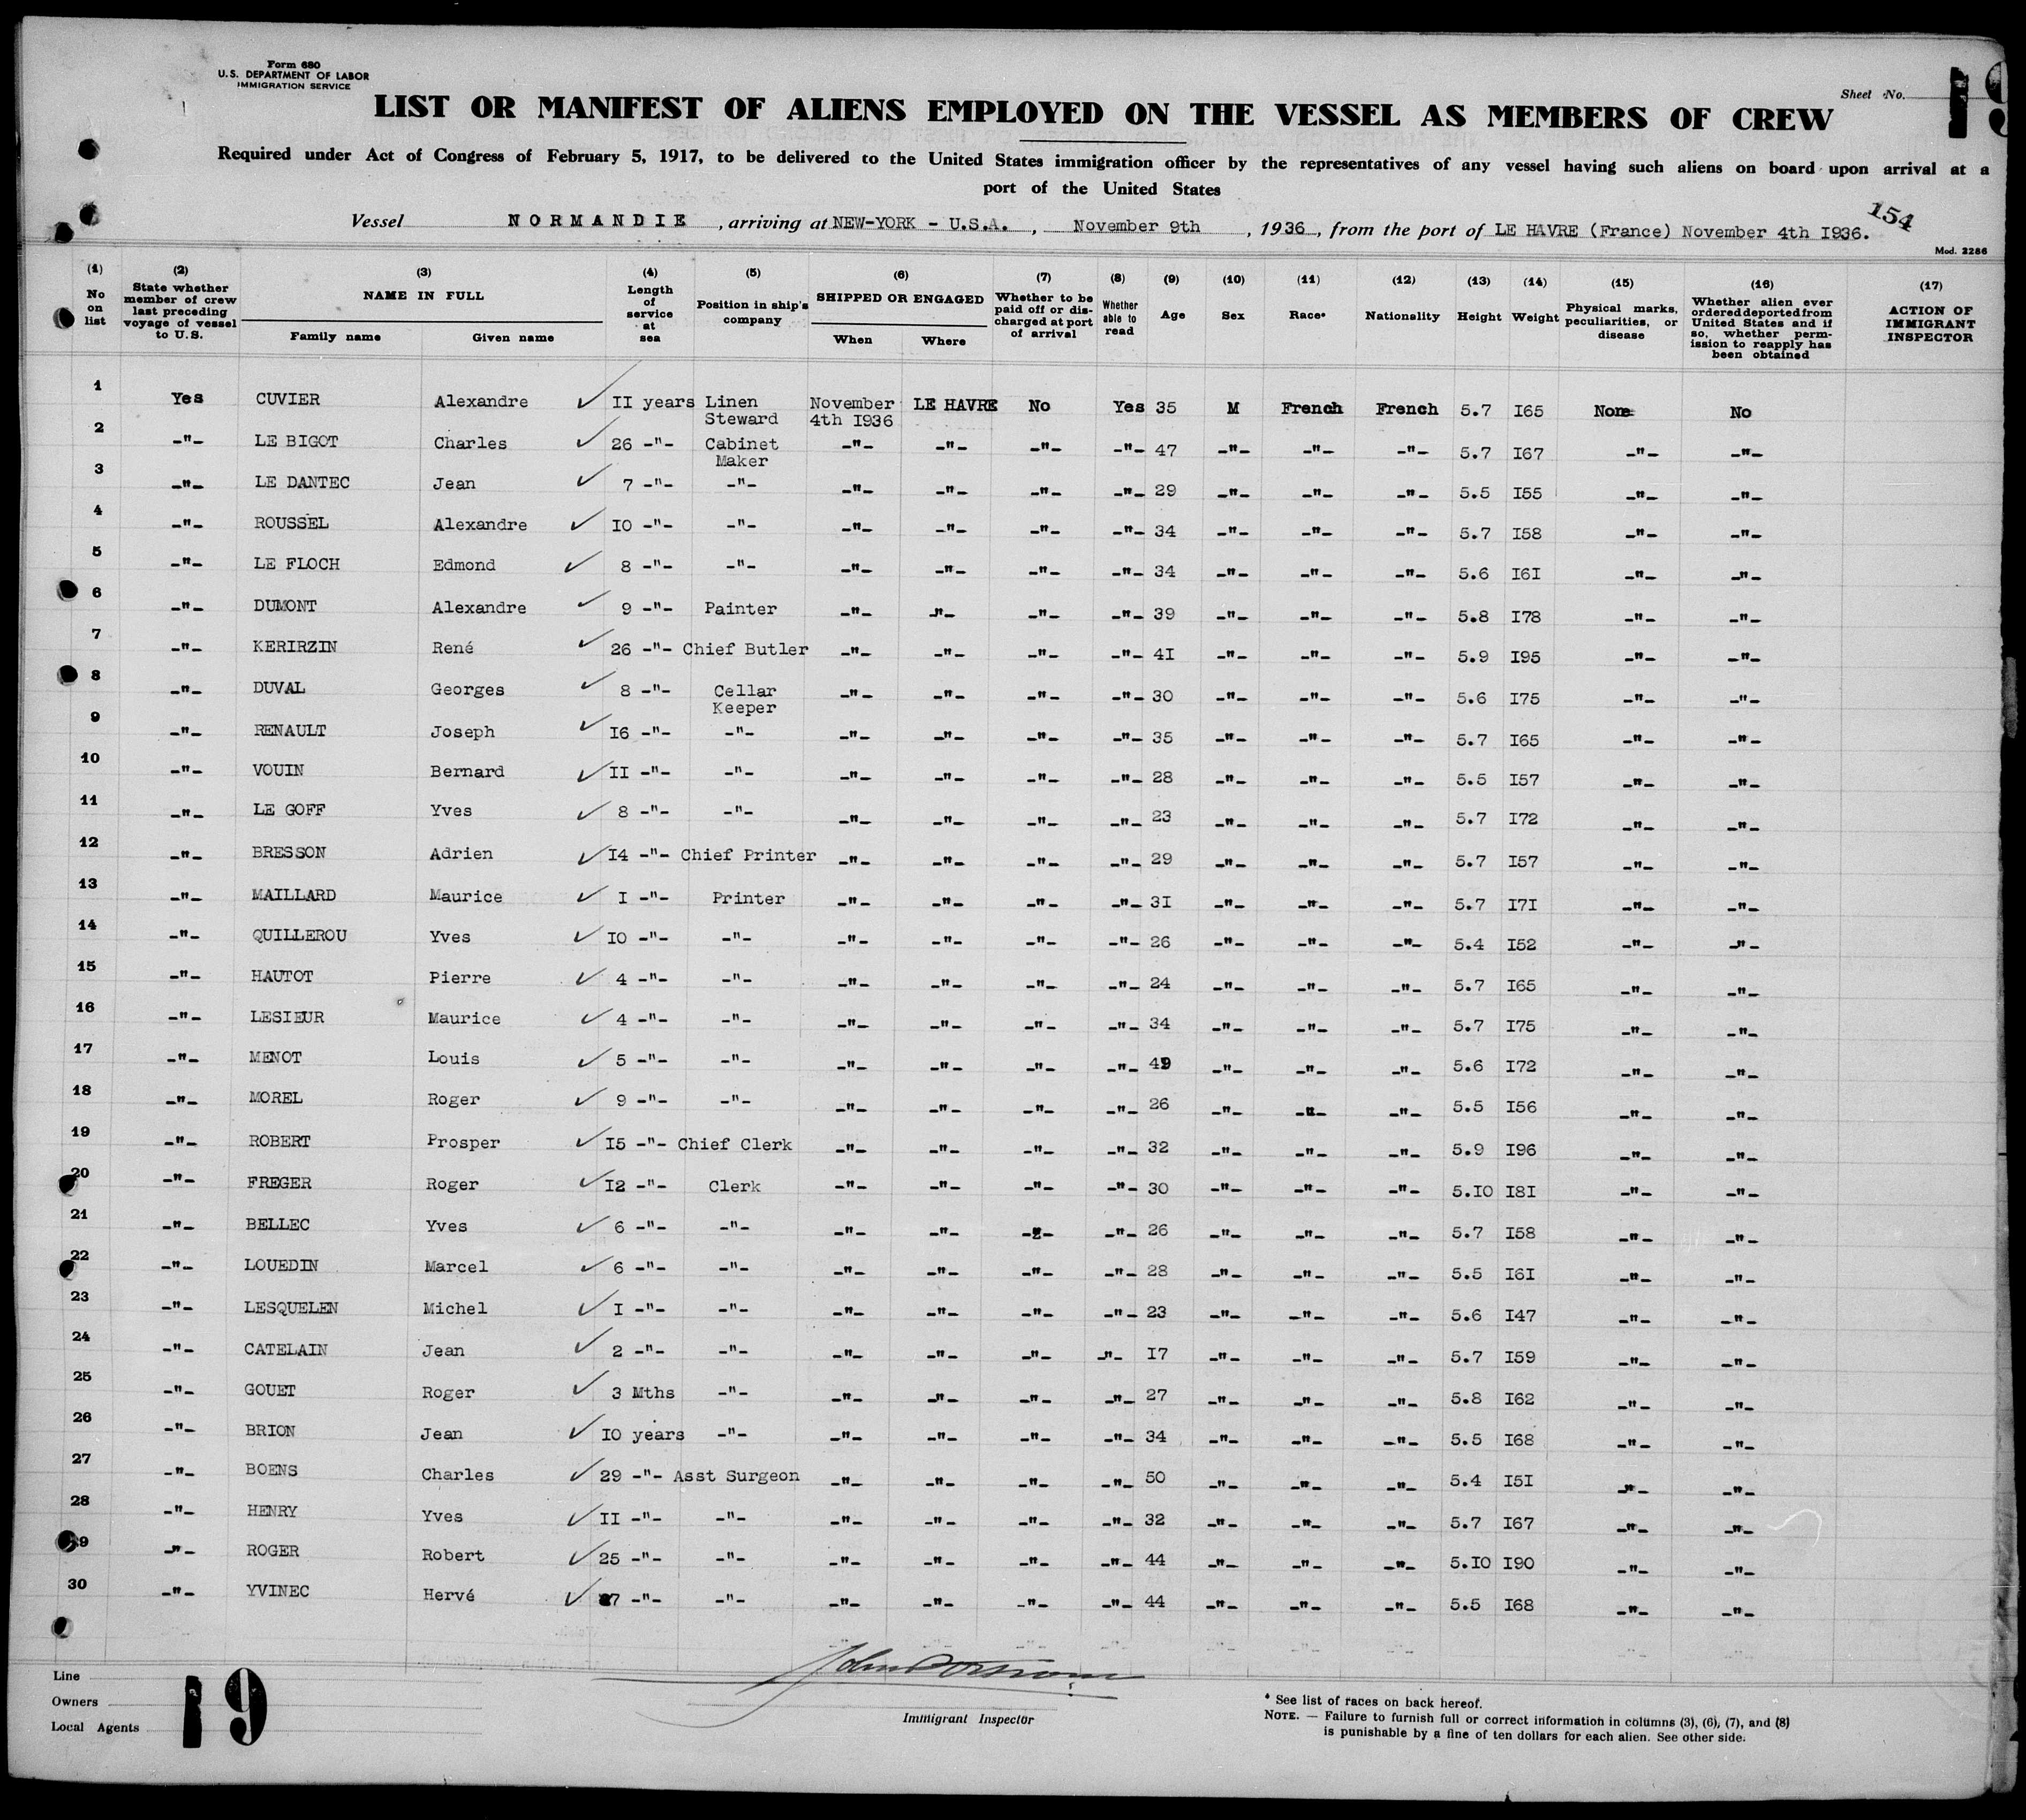 Form 680
U.S. DEPARTMENT OF LABOR
IMMIGRATION SERVICE
Sheet No. 19
LIST OR MANIFEST OF ALIENS EMPLOYED ON THE VESSEL AS MEMBERS OF CREW
Required under Act of Congress of February 5, 1917, to be delivered to the United States immigration officer by the representatives of any vessel having such aliens on board upon arrival at a
port of the United States
154
Vessel NORMANDIE, arriving at NEW-YORK - U.S.A., November 9th, 1936, from the port of LE HAVRE (France) November 4th I936.
Mod. 2286
(1) No on list (2) State whether member of crew last preceding voyage of vessel to U.S. (3) NAME IN FULL Family name Given name (4) Length of service at sea (5) Position in ship's company (6) SHIPPED OR ENGAGED When Where (7) Whether to be paid off or discharged at port of arrival (8) Whether able to read (9) Age (10) Sex (11) Race* (12) Nationality (13) Height (14) Weight (15) Physical marks, peculiarities, or disease (16) Whether alien ever ordered deported from United States and if so, whether permission to reapply has been obtained (17) ACTION OF IMMIGRANT INSPECTOR
1 Yes CUVIER Alexandre ✓ II years Linen Steward November 4th I936 LE HAVRE No Yes 35 M French French 5.7 I65 None No
2 -"- LE BIGOT Charles ✓ 26 -"- Cabinet Maker -"- -"- -"- -"- 47 -"- -"- -"- 5.7 I67 -"- -"-
3 -"- LE DANTEC Jean ✓ 7 -"- -"- -"- -"- -"- -"- 29 -"- -"- -"- 5.5 I55 -"- -"-
4 -"- ROUSSEL Alexandre ✓ IO -"- -"- -"- -"- -"- -"- 34 -"- -"- -"- 5.7 I58 -"- -"-
5 -"- LE FLOCH Edmond ✓ 8 -"- -"- -"- -"- -"- -"- 34 -"- -"- -"- 5.6 I6I -"- -"-
6 -"- DUMONT Alexandre ✓ 9 -"- Painter -"- -"- -"- -"- 39 -"- -"- -"- 5.8 I78 -"- -"-
7 -"- KERIRZIN René ✓ 26 -"- Chief Butler -"- -"- -"- -"- 4I -"- -"- -"- 5.9 I95 -"- -"-
8 -"- DUVAL Georges ✓ 8 -"- Cellar Keeper -"- -"- -"- -"- 30 -"- -"- -"- 5.6 I75 -"- -"-
9 -"- RENAULT Joseph ✓ I6 -"- -"- -"- -"- -"- -"- 35 -"- -"- -"- 5.7 I65 -"- -"-
10 -"- VOUIN Bernard ✓ II -"- -"- -"- -"- -"- -"- 28 -"- -"- -"- 5.5 I57 -"- -"-
11 -"- LE GOFF Yves ✓ 8 -"- -"- -"- -"- -"- -"- 23 -"- -"- -"- 5.7 I72 -"- -"-
12 -"- BRESSON Adrien ✓ I4 -"- Chief Printer -"- -"- -"- -"- 29 -"- -"- -"- 5.7 I57 -"- -"-
13 -"- MAILLARD Maurice ✓ I -"- Printer -"- -"- -"- -"- 3I -"- -"- -"- 5.7 I7I -"- -"-
14 -"- QUILLEROU Yves ✓ IO -"- -"- -"- -"- -"- -"- 26 -"- -"- -"- 5.4 I52 -"- -"-
15 -"- HAUTOT Pierre ✓ 4 -"- -"- -"- -"- -"- -"- 24 -"- -"- -"- 5.7 I65 -"- -"-
16 -"- LESIEUR Maurice ✓ 4 -"- -"- -"- -"- -"- -"- 34 -"- -"- -"- 5.7 I75 -"- -"-
17 -"- MENOT Louis ✓ 5 -"- -"- -"- -"- -"- -"- 49 -"- -"- -"- 5.6 I72 -"- -"-
18 -"- MOREL Roger ✓ 9 -"- -"- -"- -"- -"- -"- 26 -"- -"- -"- 5.5 I56 -"- -"-
19 -"- ROBERT Prosper ✓ I5 -"- Chief Clerk -"- -"- -"- -"- 32 -"- -"- -"- 5.9 I96 -"- -"-
20 -"- FREGER Roger ✓ I2 -"- Clerk -"- -"- -"- -"- 30 -"- -"- -"- 5.IO I8I -"- -"-
21 -"- BELLEC Yves ✓ 6 -"- -"- -"- -"- -"- -"- 26 -"- -"- -"- 5.7 I58 -"- -"-
22 -"- LOUEDIN Marcel ✓ 6 -"- -"- -"- -"- -"- -"- 28 -"- -"- -"- 5.5 I6I -"- -"-
23 -"- LESQUELEN Michel ✓ I -"- -"- -"- -"- -"- -"- 23 -"- -"- -"- 5.6 I47 -"- -"-
24 -"- CATELAIN Jean ✓ 2 -"- -"- -"- -"- -"- -"- I7 -"- -"- -"- 5.7 I59 -"- -"-
25 -"- GOUET Roger ✓ 3 Mths -"- -"- -"- -"- -"- 27 -"- -"- -"- 5.8 I62 -"- -"-
26 -"- BRION Jean ✓ IO years -"- -"- -"- -"- -"- 34 -"- -"- -"- 5.5 I68 -"- -"-
27 -"- BOENS Charles ✓ 29 -"- Asst Surgeon -"- -"- -"- -"- 50 -"- -"- -"- 5.4 I5I -"- -"-
28 -"- HENRY Yves ✓ II -"- -"- -"- -"- -"- -"- 32 -"- -"- -"- 5.7 I67 -"- -"-
29 -"- ROGER Robert ✓ 25 -"- -"- -"- -"- -"- -"- 44 -"- -"- -"- 5.IO I90 -"- -"-
30 -"- YVINEC Hervé ✓ -"- -"- -"- -"- -"- -"- 44 -"- -"- -"- 5.5 I68 -"- -"-
Line
Owners
Local Agents
19
Immigrant Inspector
* See list of races on back hereof.
NOTE. — Failure to furnish full or correct information in columns (3), (6), (7), and (8)
is punishable by a fine of ten dollars for each alien. See other side.